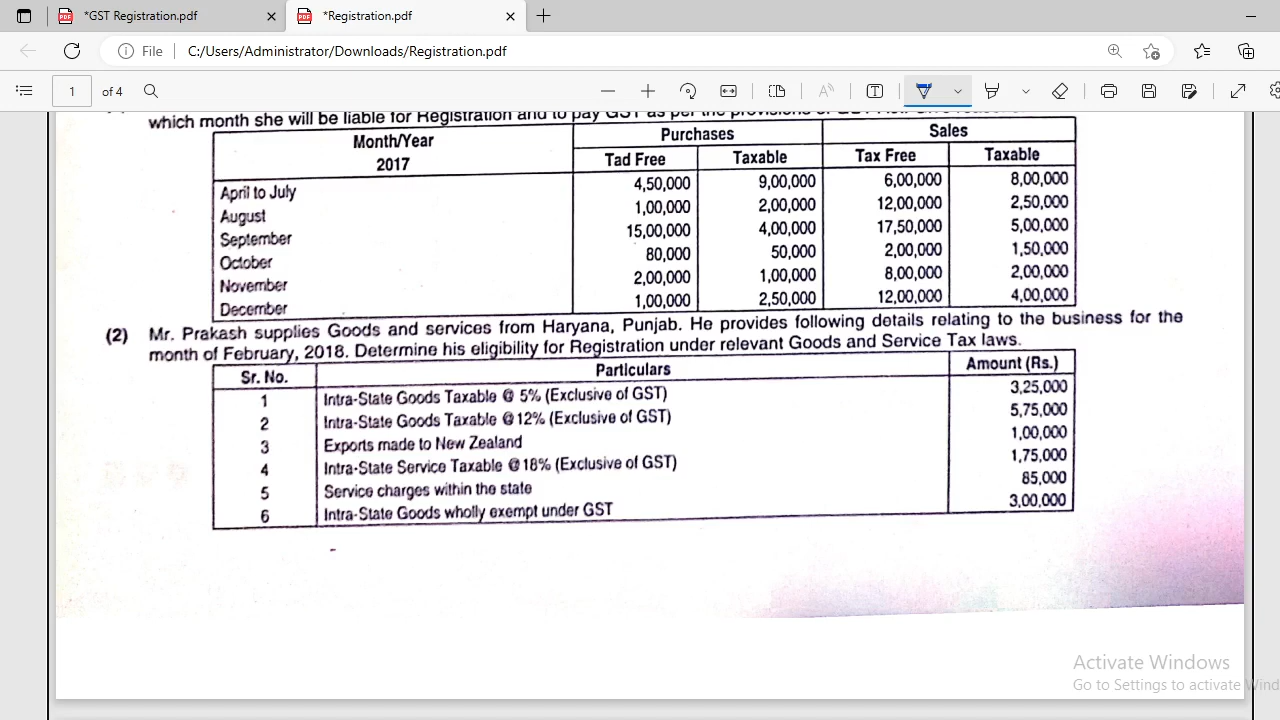 *GST Registration.pdf
*Registration.pdf
File C:/Users/Administrator/Downloads/Registration.pdf
1 of 4
which month she will be liable for Registration and to pay GST as per the provisions of
Month/Year Purchases Sales
2017 Tad Free Taxable Tax Free Taxable
April to July 4,50,000 9,00,000 6,00,000 8,00,000
August 1,00,000 2,00,000 12,00,000 2,50,000
September 15,00,000 4,00,000 17,50,000 5,00,000
October 80,000 50,000 2,00,000 1,50,000
November 2,00,000 1,00,000 8,00,000 2,00,000
December 1,00,000 2,50,000 12,00,000 4,00,000
(2) Mr. Prakash supplies Goods and services from Haryana, Punjab. He provides following details relating to the business for the
month of February, 2018. Determine his eligibility for Registration under relevant Goods and Service Tax laws.
Sr. No. Particulars Amount (Rs.)
1 Intra-State Goods Taxable @ 5% (Exclusive of GST) 3,25,000
2 Intra-State Goods Taxable @ 12% (Exclusive of GST) 5,75,000
3 Exports made to New Zealand 1,00,000
4 Intra-State Service Taxable @ 18% (Exclusive of GST) 1,75,000
5 Service charges within the state 85,000
6 Intra-State Goods wholly exempt under GST 3,00,000
Activate Windows
Go to Settings to activate Wind